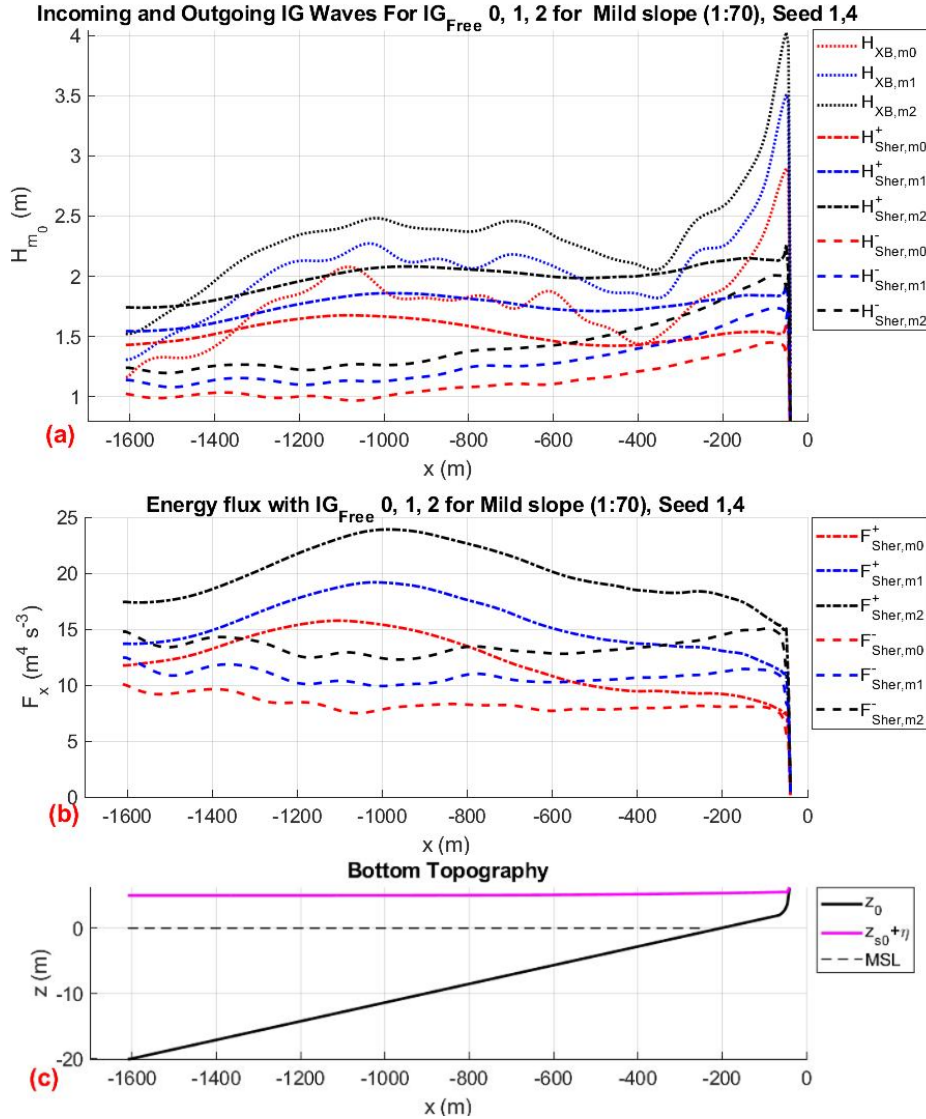 Incoming and Outgoing IG Waves For IG_Free 0, 1, 2 for Mild slope (1:70), Seed 1,4
4
3.5
3
2.5
2
1.5
1
H_m_0 (m)
-1600 -1400 -1200 -1000 -800 -600 -400 -200 0
x (m)
(a)
H_XB,m0
H_XB,m1
H_XB,m2
H^+_Sher,m0
H^+_Sher,m1
H^+_Sher,m2
H^-_Sher,m0
H^-_Sher,m1
H^-_Sher,m2
Energy flux with IG_Free 0, 1, 2 for Mild slope (1:70), Seed 1,4
25
20
15
10
5
0
F_x (m^4 s^-3)
-1600 -1400 -1200 -1000 -800 -600 -400 -200 0
x (m)
(b)
F^+_Sher,m0
F^+_Sher,m1
F^+_Sher,m2
F^-_Sher,m0
F^-_Sher,m1
F^-_Sher,m2
Bottom Topography
0
-10
-20
z (m)
-1600 -1400 -1200 -1000 -800 -600 -400 -200 0
x (m)
(c)
z_0
z_s0+η
MSL